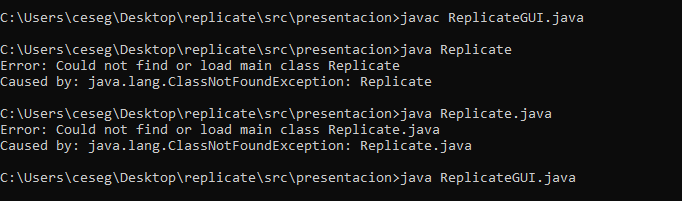 C:\Users\ceseg\Desktop\replicate\src\presentacion>javac ReplicateGUI.java
C:\Users\ceseg\Desktop\replicate\src\presentacion>java Replicate
Error: Could not find or load main class Replicate
Caused by: java.lang.ClassNotFoundException: Replicate
C:\Users\ceseg\Desktop\replicate\src\presentacion>java Replicate.java
Error: Could not find or load main class Replicate.java
Caused by: java.lang.ClassNotFoundException: Replicate.java
C:\Users\ceseg\Desktop\replicate\src\presentacion>java ReplicateGUI.java